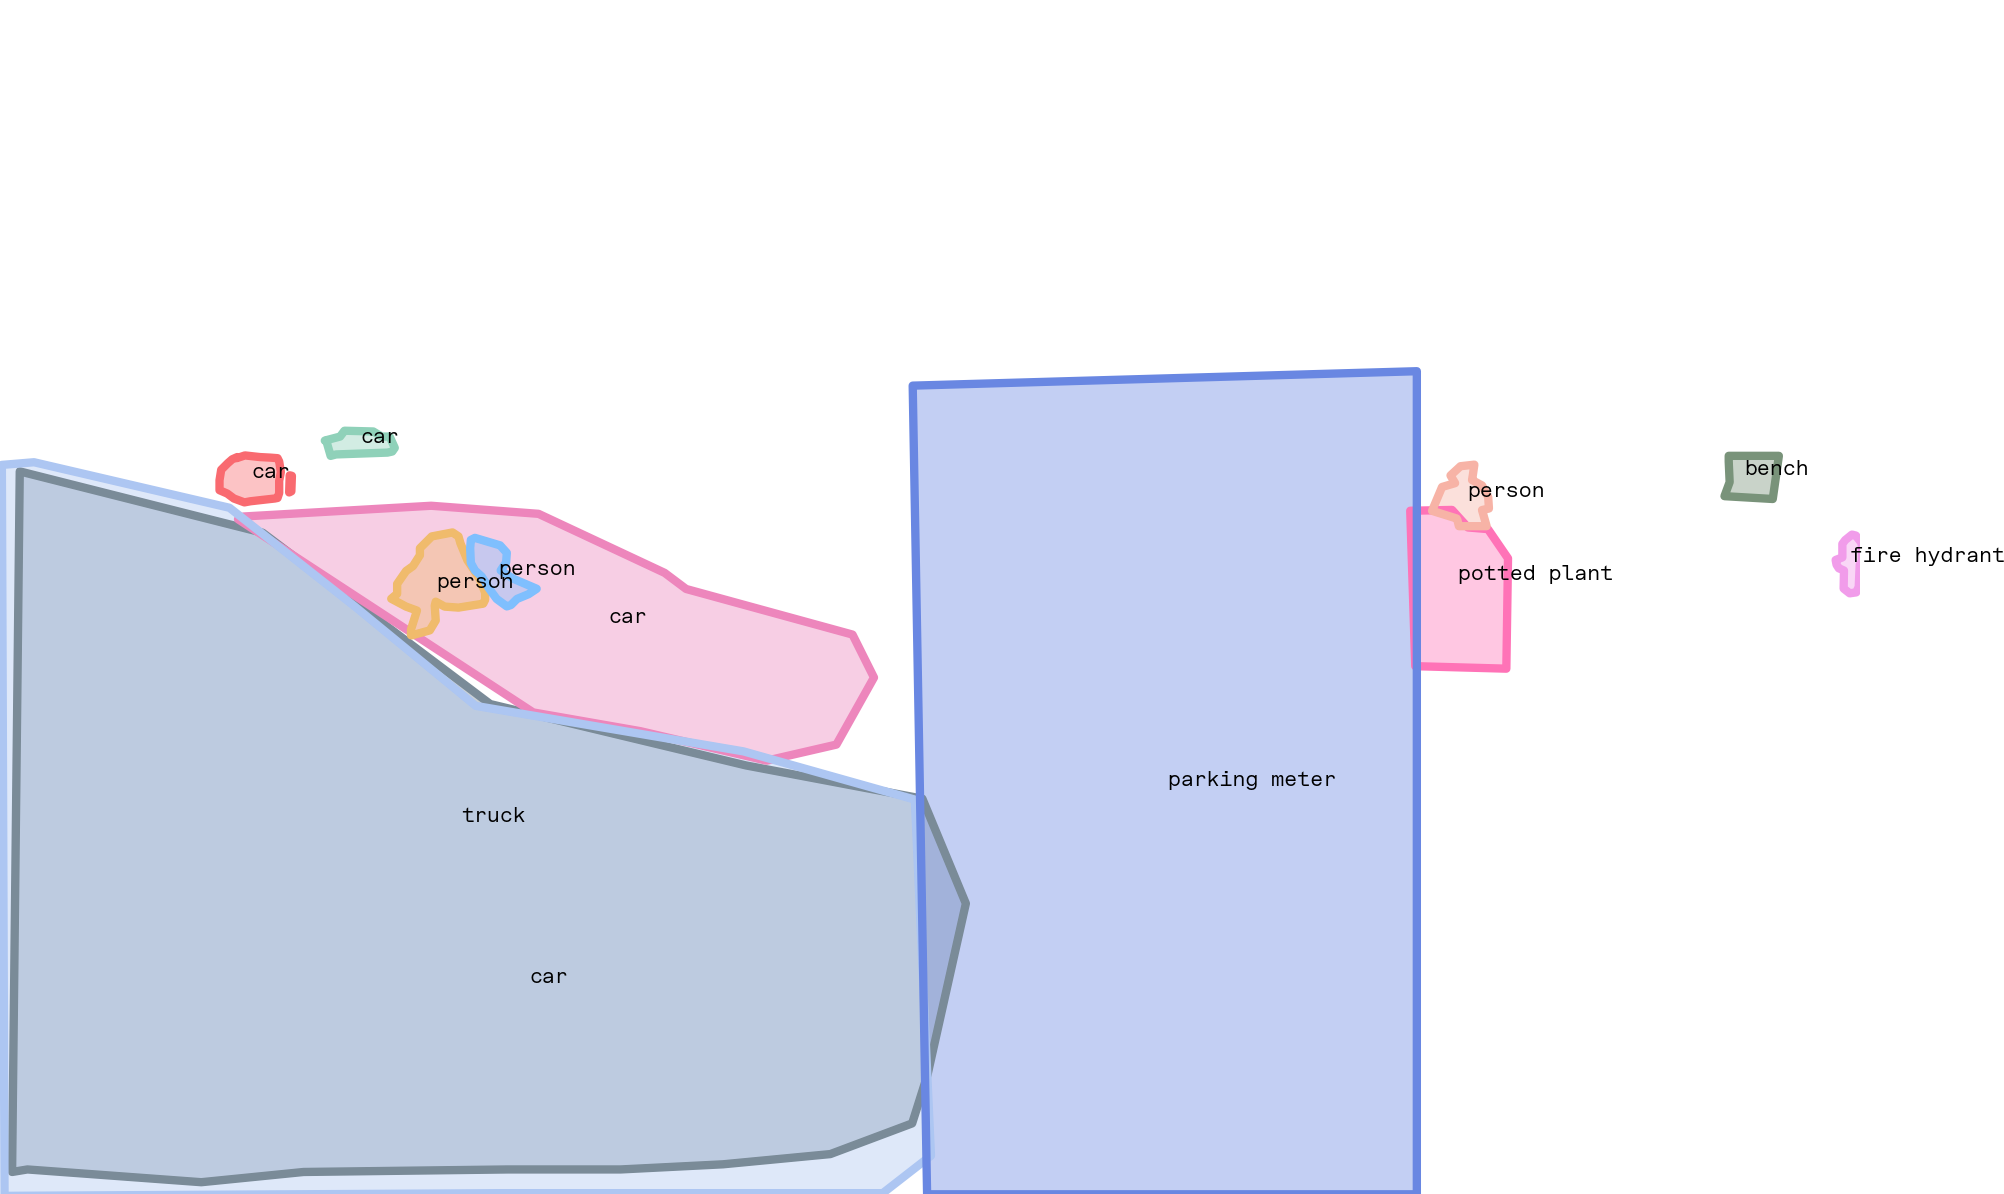 car
car
bench
person
fire hydrant
person
potted plant
person
car
parking meter
truck
car